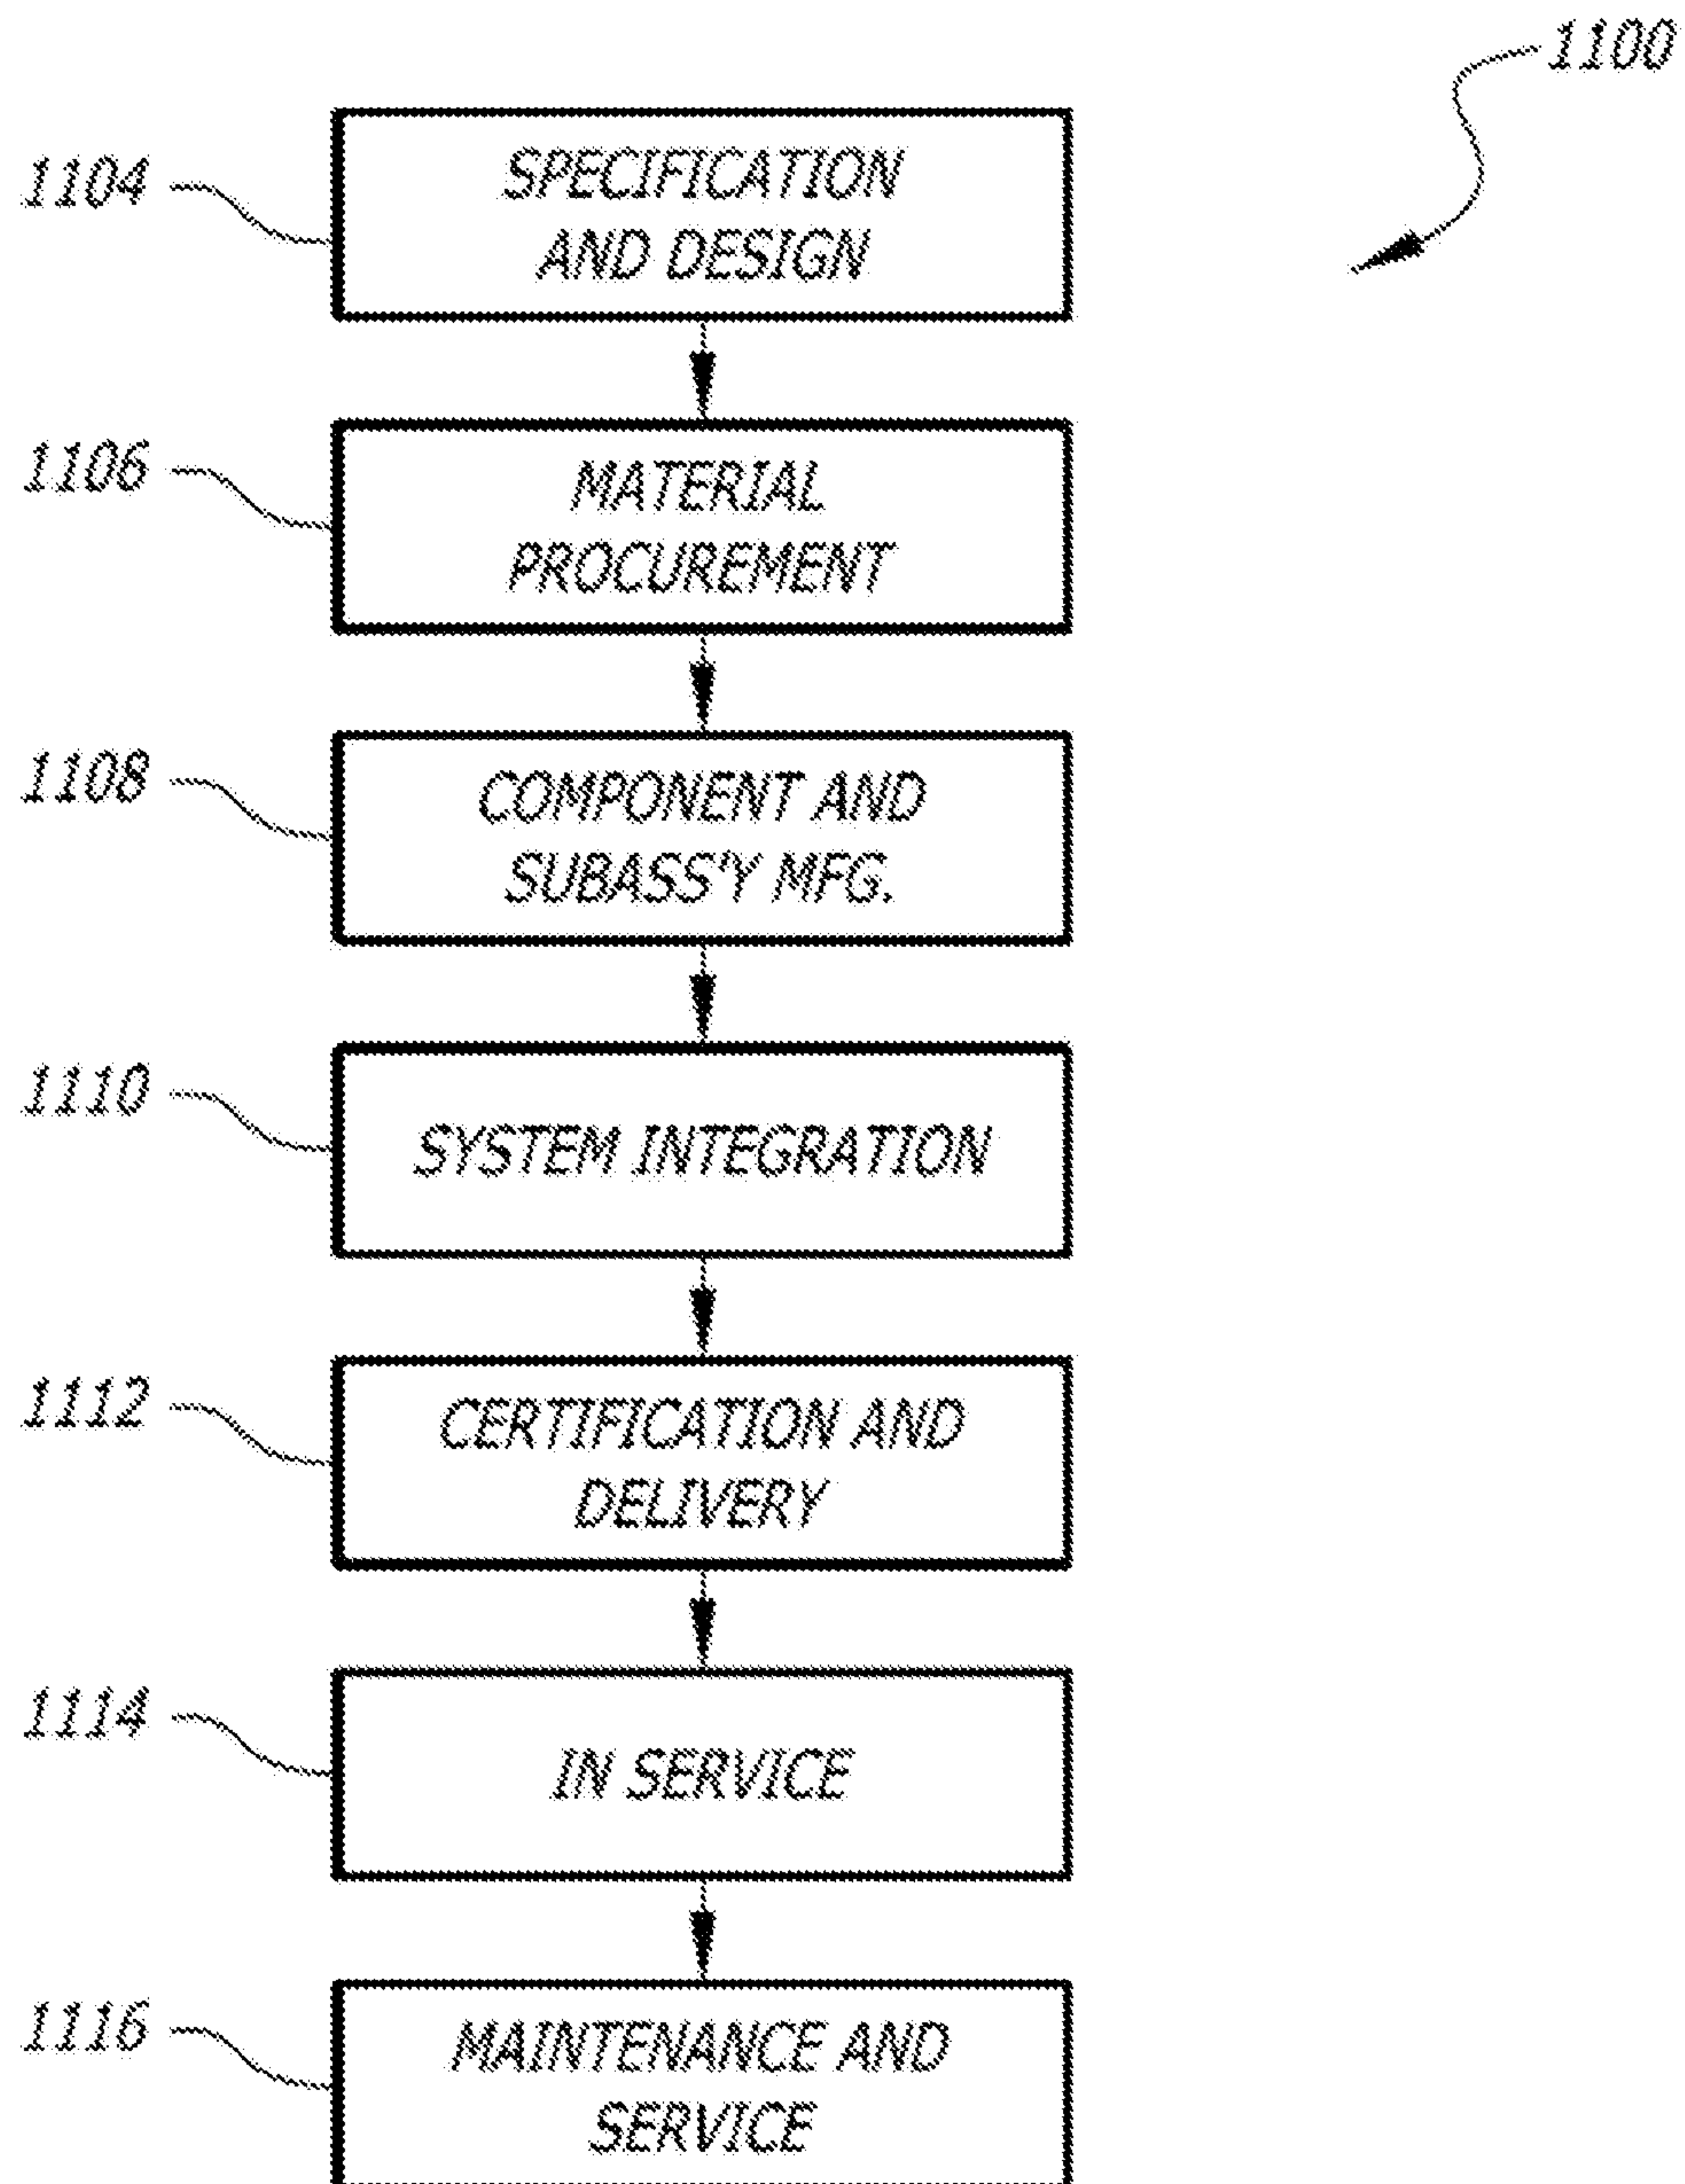 1100
1104
SPECIFICATION
AND DESIGN
1106
MATERIAL
PROCUREMENT
1108
COMPONENT AND
SUBASS'Y MFG.
1110
SYSTEM INTEGRATION
1112
CERTIFICATION AND
DELIVERY
1114
IN SERVICE
1116
MAINTENANCE AND
SERVICE